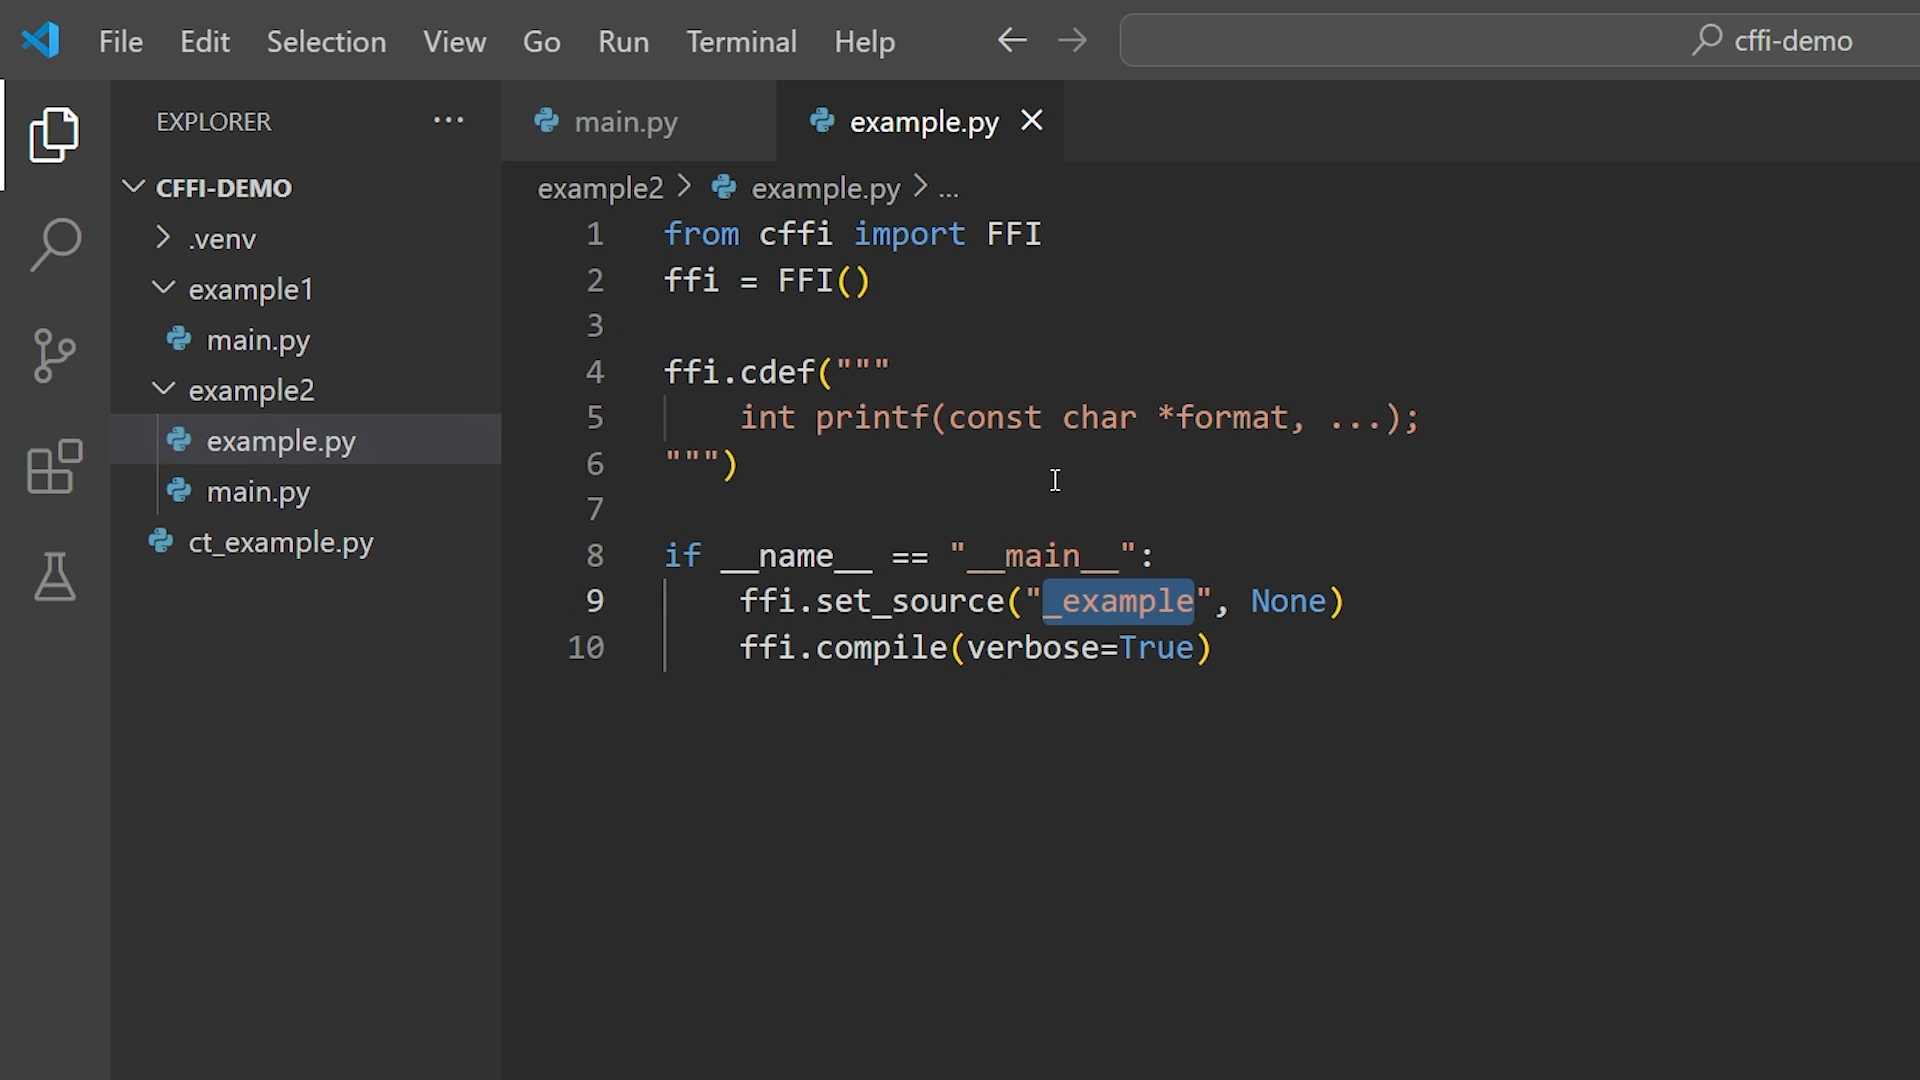 File Edit Selection View Go Run Terminal Help cffi-demo
EXPLORER ...
CFFI-DEMO
.venv
example1
main.py
example2
example.py
main.py
ct_example.py
main.py example.py
example2 > example.py > ...
1 from cffi import FFI
2 ffi = FFI()
3
4 ffi.cdef("""
5 int printf(const char *format, ...);
6 """)
7
8 if __name__ == "__main__":
9 ffi.set_source("_example", None)
10 ffi.compile(verbose=True)